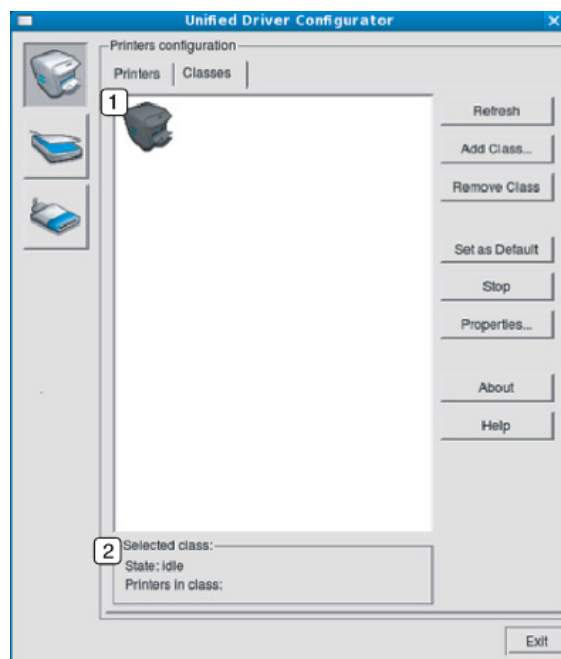 Unified Driver Configurator
Printers configuration
Printers
Classes
1
Refresh
Add Class...
Remove Class
Set as Default
Stop
Properties...
About
Help
2
Selected class:
State: idle
Printers in class:
Exit